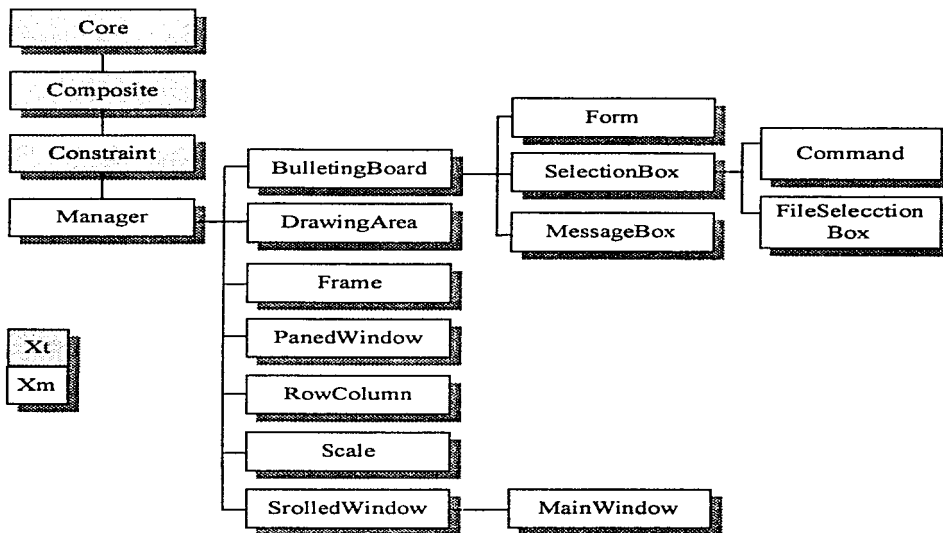 Core
Composite
Constraint
Manager
BulletingBoard
DrawingArea
Frame
PanedWindow
RowColumn
Scale
SrolledWindow
Form
SelectionBox
MessageBox
MainWindow
Command
FileSelecctionBox
Box
Xt
Xm